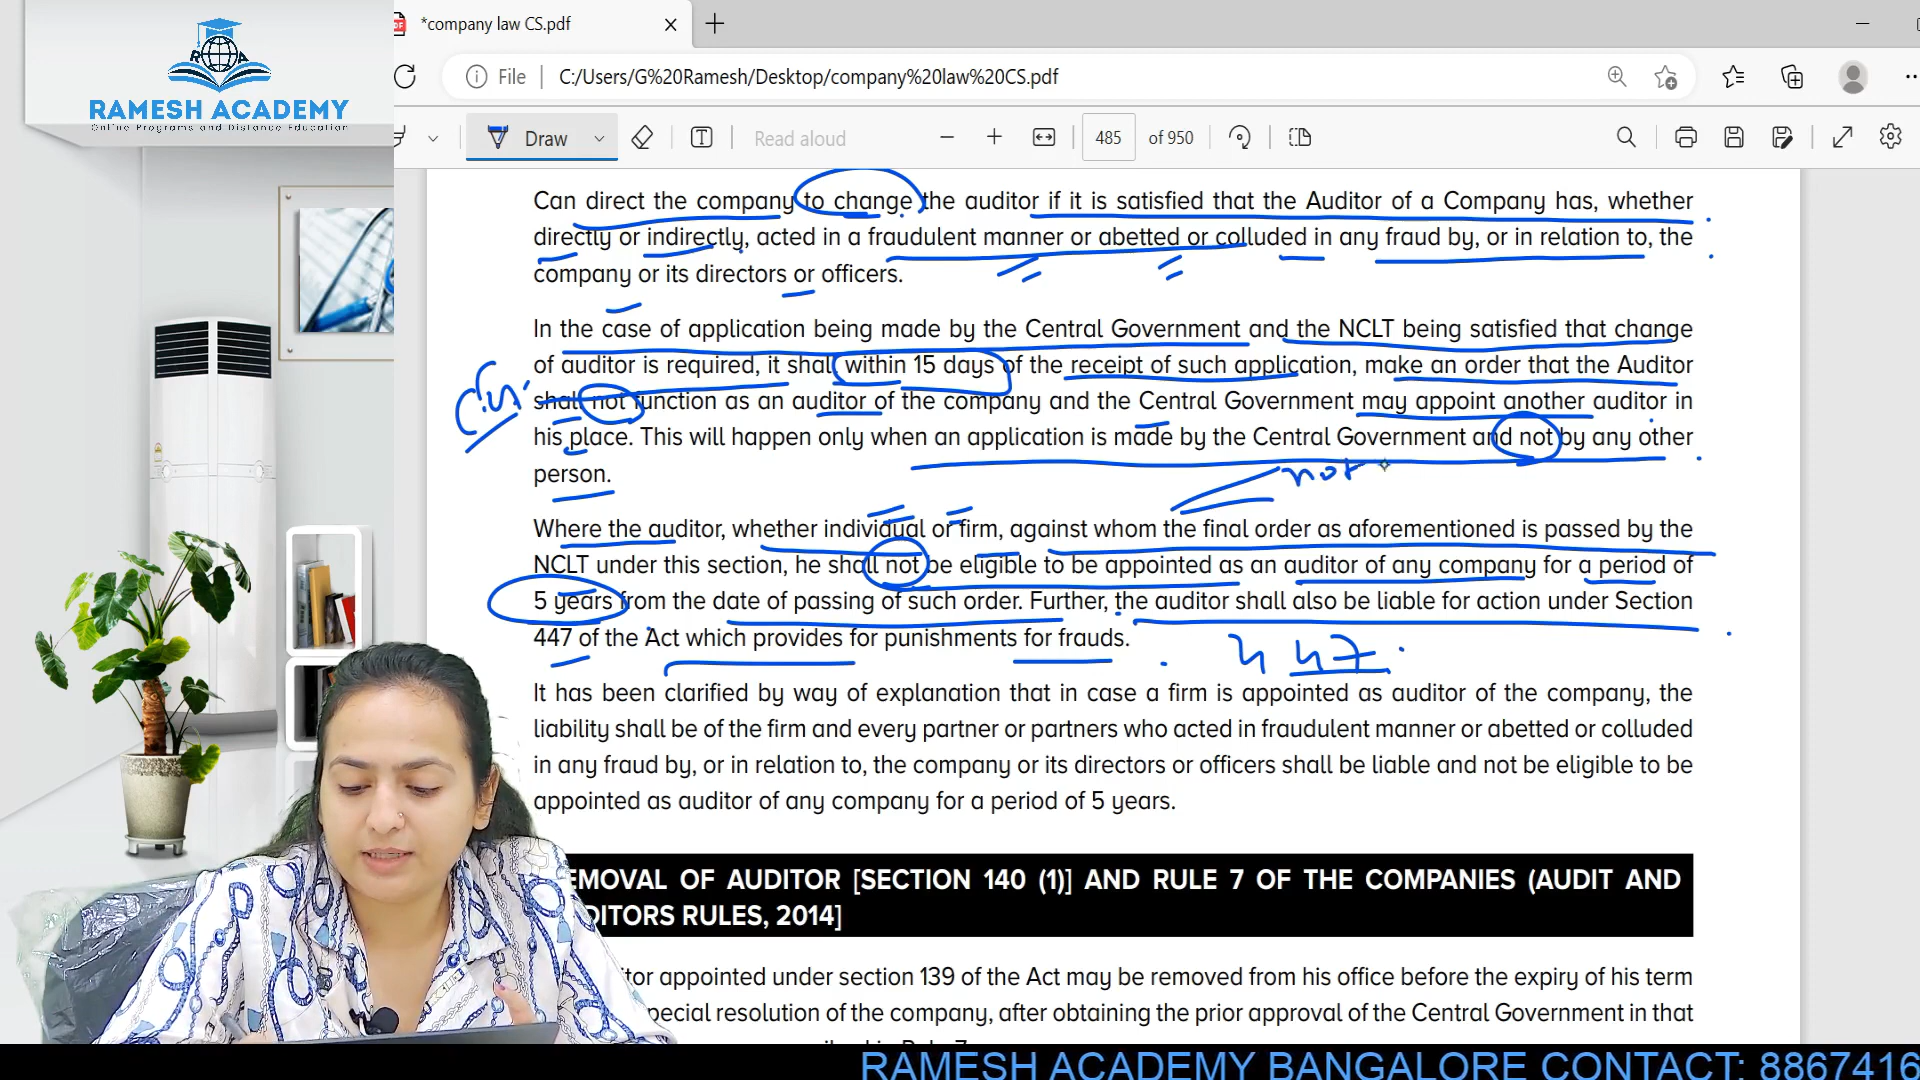 RAMESH ACADEMY
Online Programs and Distance Education
*company law CS.pdf
File C:/Users/G%20Ramesh/Desktop/company%20law%20CS.pdf
Draw Read aloud 485 of 950
Can direct the company to change the auditor if it is satisfied that the Auditor of a Company has, whether
directly or indirectly, acted in a fraudulent manner or abetted or colluded in any fraud by, or in relation to, the
company or its directors or officers.
In the case of application being made by the Central Government and the NCLT being satisfied that change
of auditor is required, it shall within 15 days of the receipt of such application, make an order that the Auditor
shall not function as an auditor of the company and the Central Government may appoint another auditor in
his place. This will happen only when an application is made by the Central Government and not by any other
person.
not
Where the auditor, whether individual or firm, against whom the final order as aforementioned is passed by the
NCLT under this section, he shall not be eligible to be appointed as an auditor of any company for a period of
5 years from the date of passing of such order. Further, the auditor shall also be liable for action under Section
447 of the Act which provides for punishments for frauds.
447
It has been clarified by way of explanation that in case a firm is appointed as auditor of the company, the
liability shall be of the firm and every partner or partners who acted in fraudulent manner or abetted or colluded
in any fraud by, or in relation to, the company or its directors or officers shall be liable and not be eligible to be
appointed as auditor of any company for a period of 5 years.
EMOVAL OF AUDITOR [SECTION 140 (1)] AND RULE 7 OF THE COMPANIES (AUDIT AND
DITORS RULES, 2014]
tor appointed under section 139 of the Act may be removed from his office before the expiry of his term
pecial resolution of the company, after obtaining the prior approval of the Central Government in that
RAMESH ACADEMY BANGALORE CONTACT: 8867416